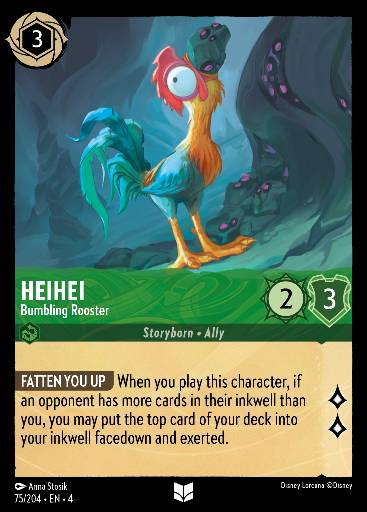 3
HEIHEI
Bumbling Rooster
2
3
Storyborn • Ally
FATTEN YOU UP When you play this character, if
an opponent has more cards in their inkwell than
you, you may put the top card of your deck into
your inkwell facedown and exerted.
Anna Stosik
Disney Lorcana ©Disney
75/204 • EN • 4